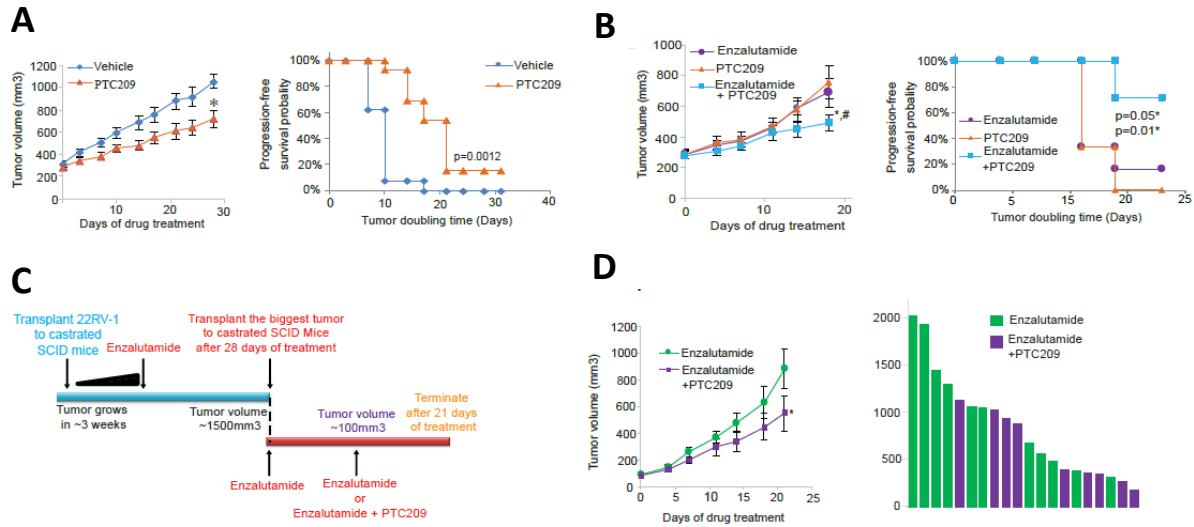 A
Tumor volume (mm3)
1200
1000
800
600
400
200
0
0
10
20
30
Days of drug treatment
Vehicle
PTC209
*
Progression-free
survival probality
100%
80%
60%
40%
20%
0%
0
10
20
30
40
Tumor doubling time (Days)
Vehicle
PTC209
p=0.0012
B
Tumor volume (mm3)
1000
800
600
400
200
0
0
10
20
Days of drug treatment
Enzalutamide
PTC209
Enzalutamide
+ PTC209
*,#
Progression-free
survival probality
100%
80%
60%
40%
20%
0%
0
5
10
15
20
25
Tumor doubling time (Days)
p=0.05*
p=0.01*
Enzalutamide
PTC209
Enzalutamide
+PTC209
C
Transplant 22RV-1
to castrated
SCID mice
Enzalutamide
Transplant the biggest tumor
to castrated SCID Mice
after 28 days of treatment
Tumor grows
in ~3 weeks
Tumor volume
~1500mm3
Tumor volume
~100mm3
Terminate
after 21 days
of treatment
Enzalutamide
Enzalutamide
or
Enzalutamide + PTC209
D
Tumor volume (mm3)
1200
1000
800
600
400
200
0
0
5
10
15
20
25
Days of drug treatment
Enzalutamide
Enzalutamide
+PTC209
*
2000
1500
1000
500
0
Enzalutamide
Enzalutamide
+PTC209